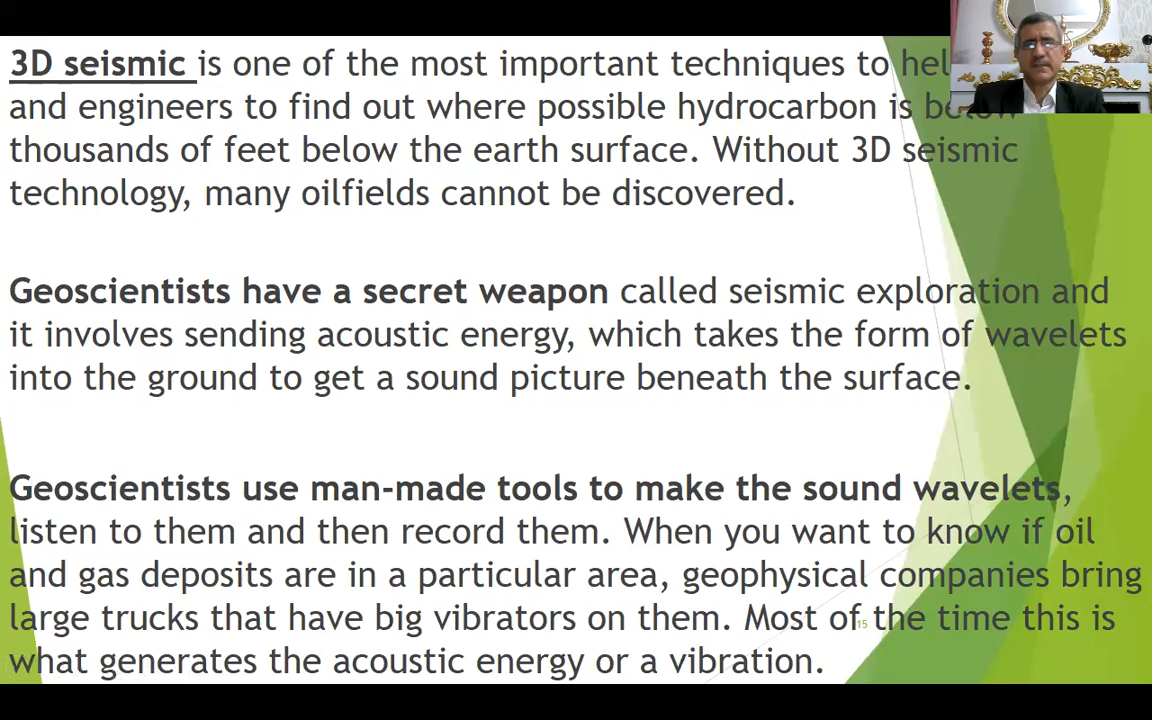 3D seismic is one of the most important techniques to hel
and engineers to find out where possible hydrocarbon is below
thousands of feet below the earth surface. Without 3D seismic
technology, many oilfields cannot be discovered.
Geoscientists have a secret weapon called seismic exploration and
it involves sending acoustic energy, which takes the form of wavelets
into the ground to get a sound picture beneath the surface.
Geoscientists use man-made tools to make the sound wavelets,
listen to them and then record them. When you want to know if oil
and gas deposits are in a particular area, geophysical companies bring
large trucks that have big vibrators on them. Most of the time this is
15
what generates the acoustic energy or a vibration.